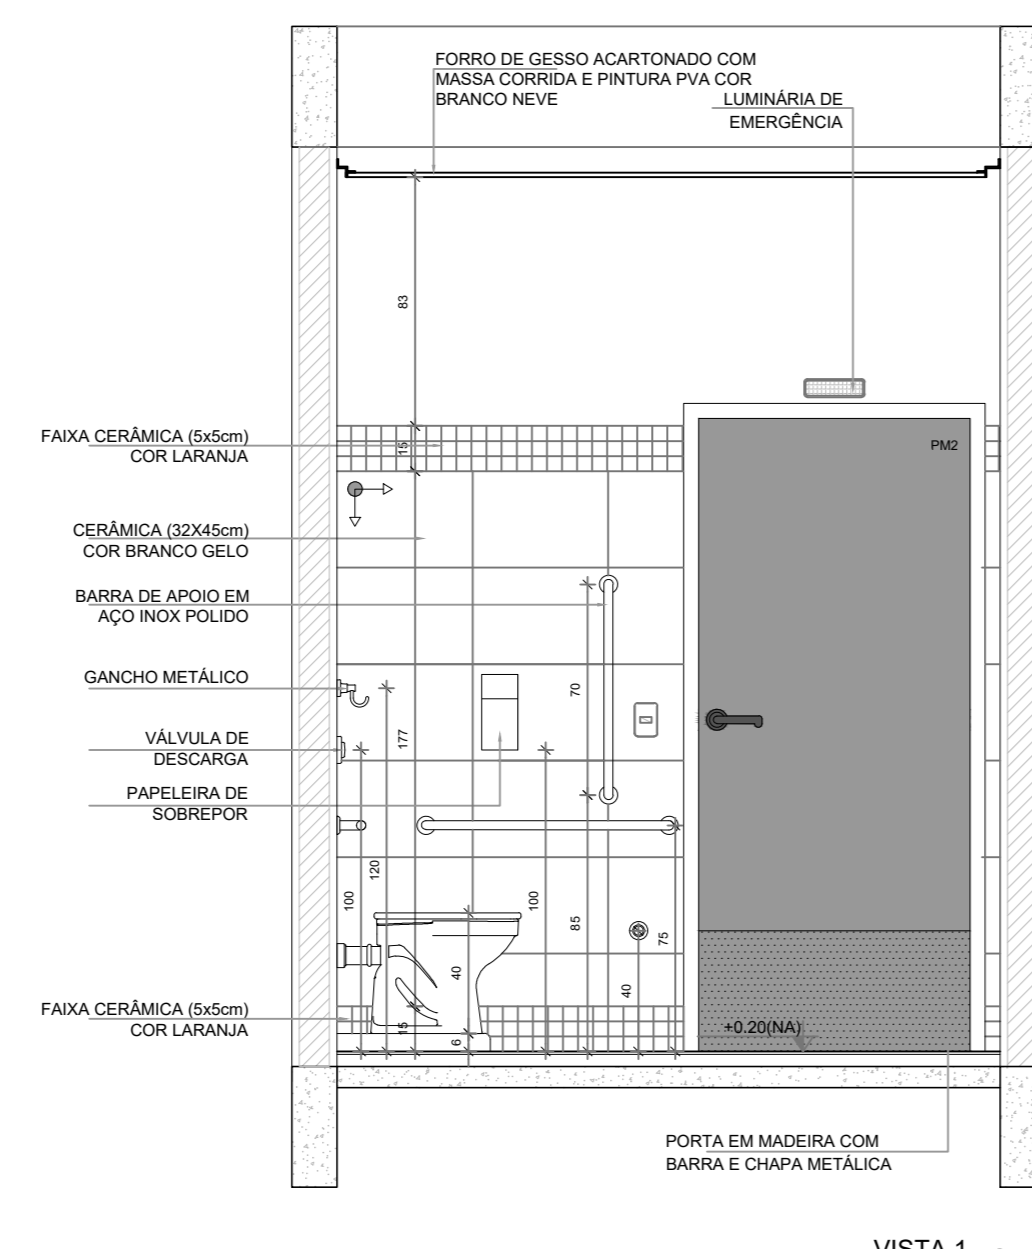 FORRO DE GESSO ACARTONADO COM
MASSA CORRIDA E PINTURA PVA COR
BRANCO NEVE
LUMINÁRIA DE
EMERGÊNCIA
83
FAIXA CERÂMICA (5x5cm)
COR LARANJA
15
PM2
CERÂMICA (32X45cm)
COR BRANCO GELO
BARRA DE APOIO EM
AÇO INOX POLIDO
GANCHO METÁLICO
70
177
VÁLVULA DE
DESCARGA
PAPELEIRA DE
SOBREPOR
120
100
100
85
75
40
40
FAIXA CERÂMICA (5x5cm)
COR LARANJA
15
6
+0.20(NA)
PORTA EM MADEIRA COM
BARRA E CHAPA METÁLICA
VISTA 1